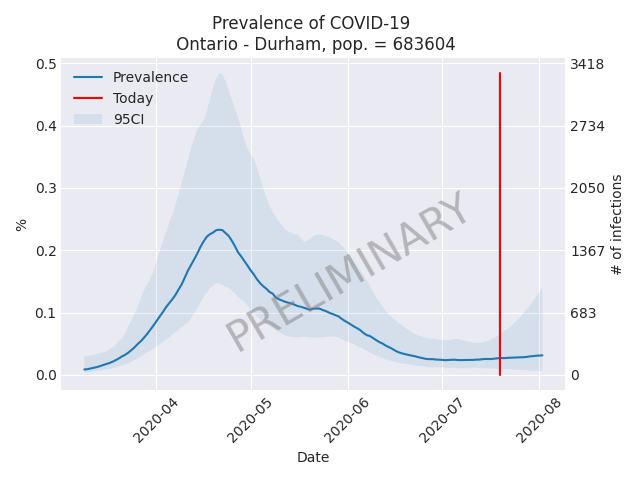 Prevalence of COVID-19
Ontario - Durham, pop. = 683604
Prevalence
Today
95CI
0.5
0.4
0.3
0.2
0.1
0.0
%
3418
2734
2050
1367
683
0
# of infections
PRELIMINARY
2020-04
2020-05
2020-06
2020-07
2020-08
Date